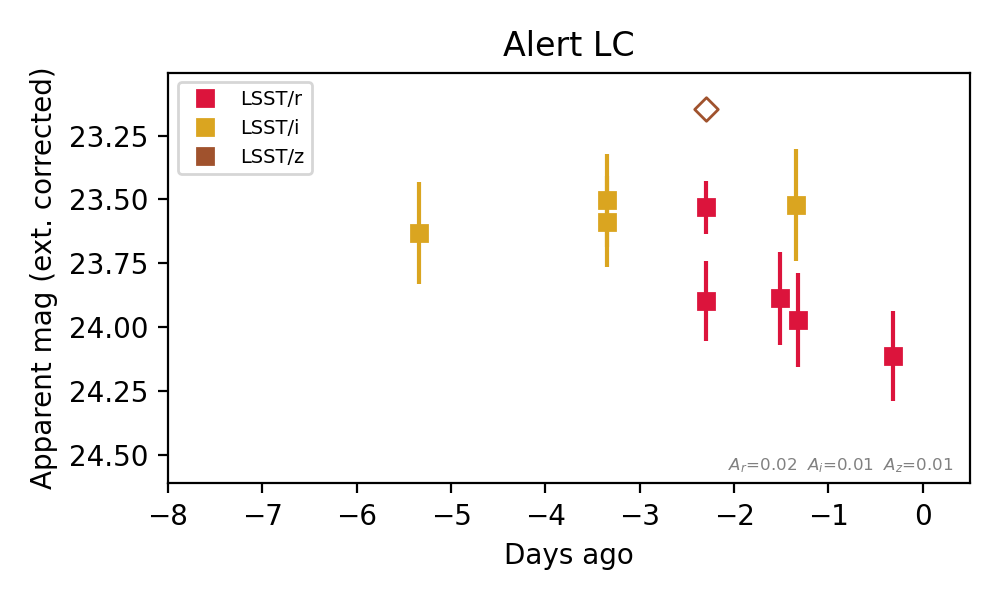 Alert LC
LSST/r
LSST/i
LSST/z
Apparent mag (ext. corrected)
23.25
23.50
23.75
24.00
24.25
24.50
A_r=0.02 A_i=0.01 A_z=0.01
−8 −7 −6 −5 −4 −3 −2 −1 0
Days ago